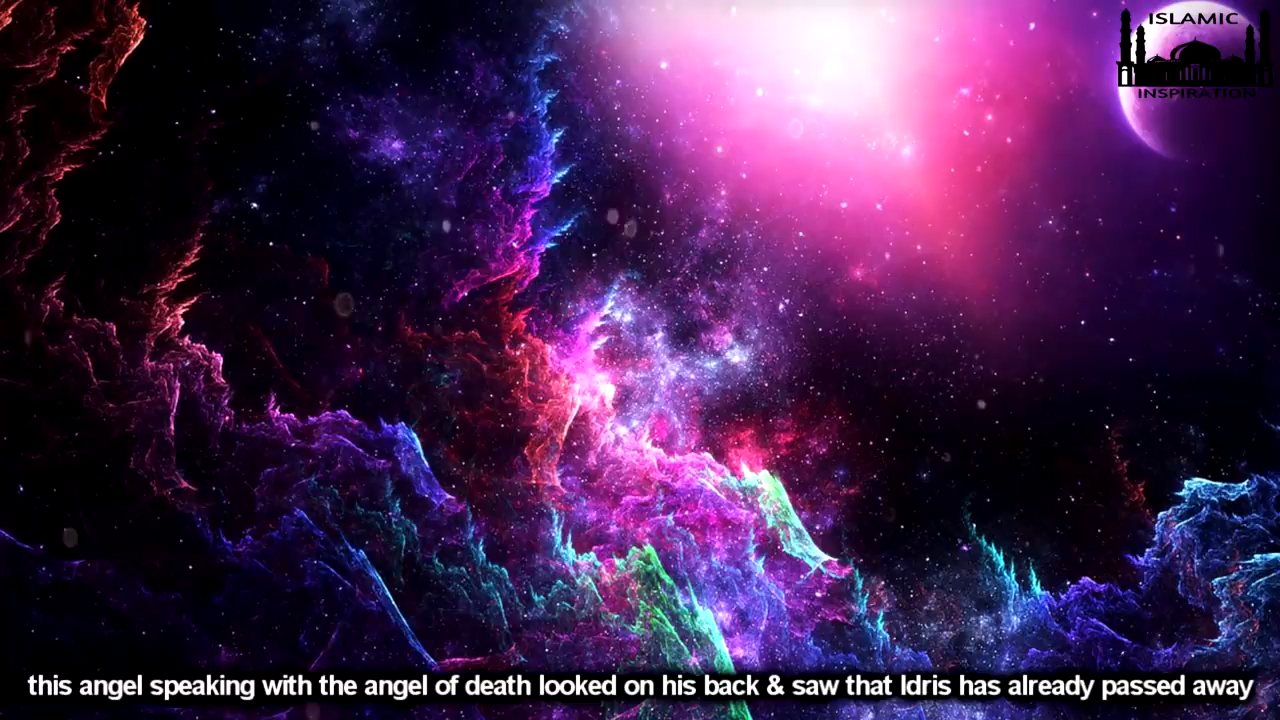 ISLAMIC
INSPIRATION
this angel speaking with the angel of death looked on his back & saw that Idris has already passed away